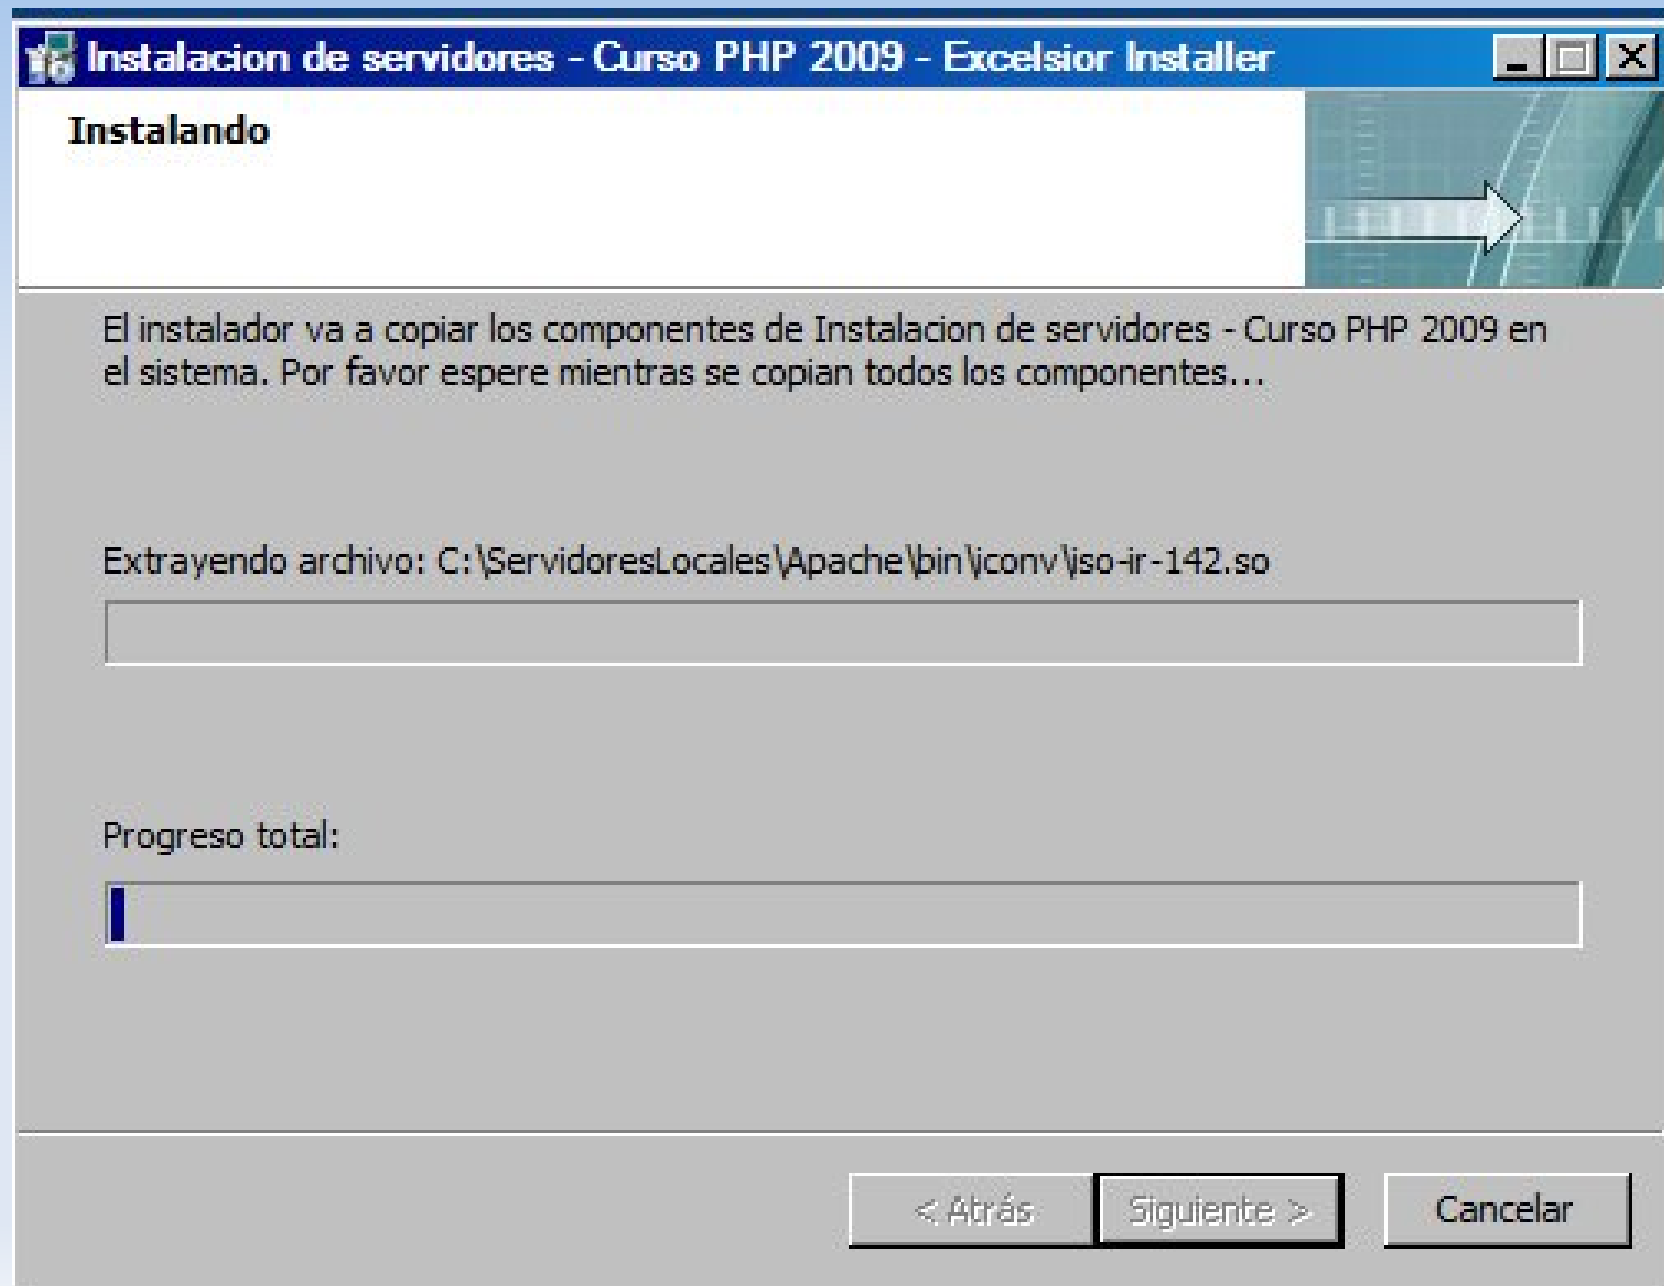 Instalacion de servidores - Curso PHP 2009 - Excelsior Installer
Instalando
El instalador va a copiar los componentes de Instalacion de servidores - Curso PHP 2009 en
el sistema. Por favor espere mientras se copian todos los componentes...
Extrayendo archivo: C:\ServidoresLocales\Apache\bin\iconv\iso-ir-142.so
Progreso total:
< Atrás Siguiente > Cancelar